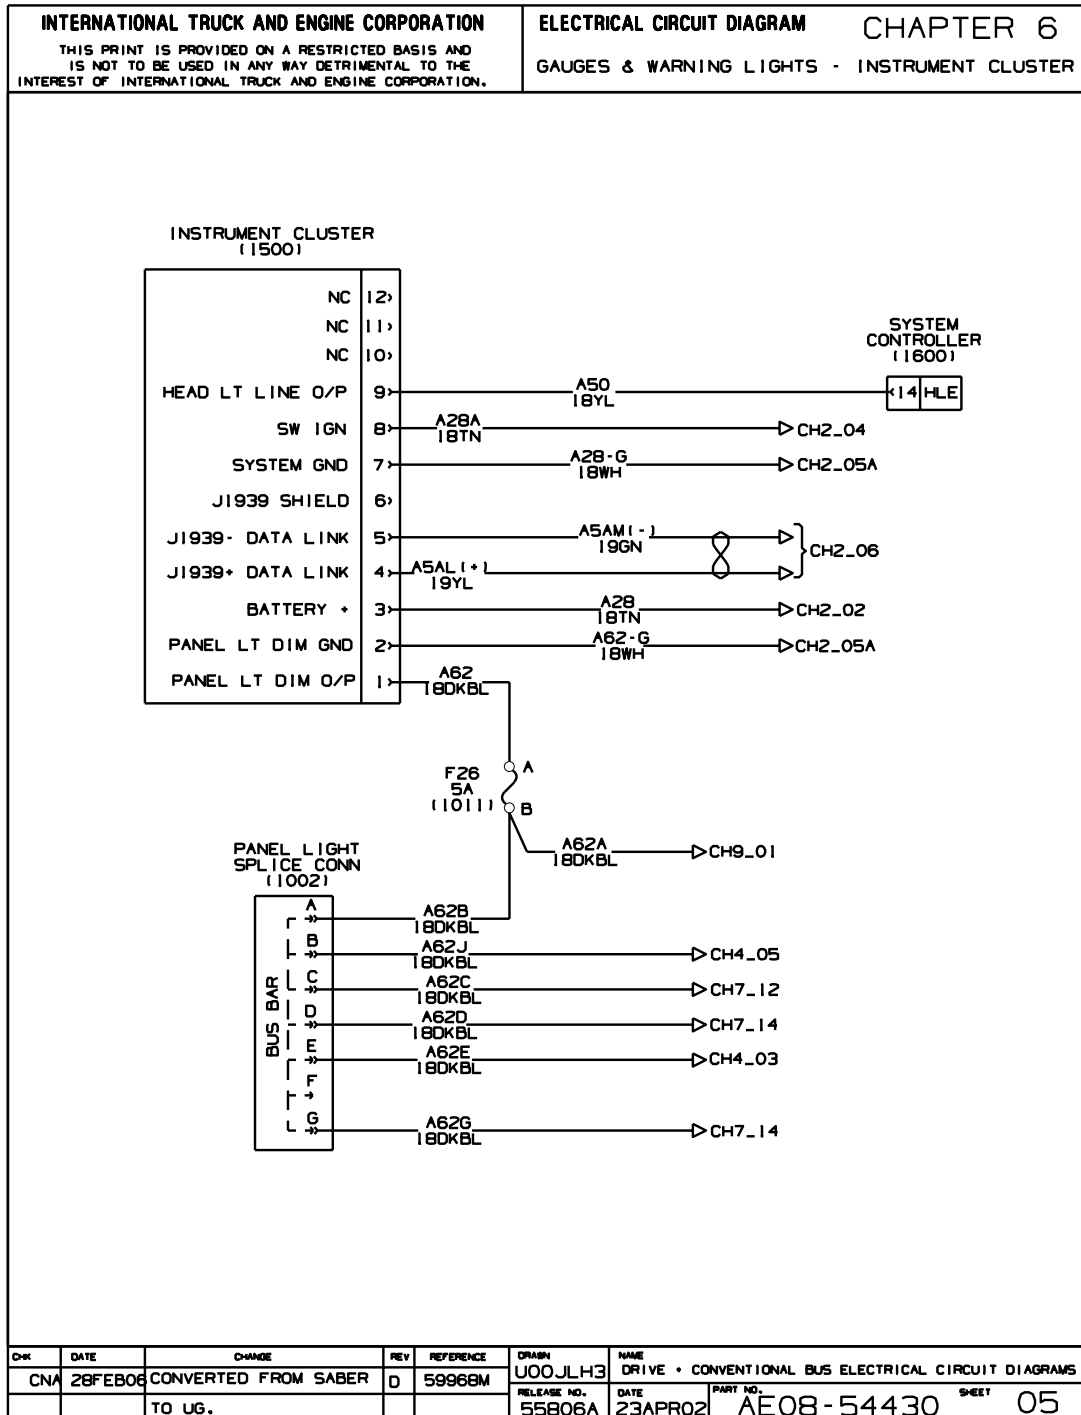 INTERNATIONAL TRUCK AND ENGINE CORPORATION
THIS PRINT IS PROVIDED ON A RESTRICTED BASIS AND
IS NOT TO BE USED IN ANY WAY DETRIMENTAL TO THE
INTEREST OF INTERNATIONAL TRUCK AND ENGINE CORPORATION.
ELECTRICAL CIRCUIT DIAGRAM
CHAPTER 6
GAUGES & WARNING LIGHTS - INSTRUMENT CLUSTER
INSTRUMENT CLUSTER
(1500)
NC 12
NC 11
NC 10
HEAD LT LINE O/P 9
A50
18YL
SYSTEM
CONTROLLER
(1600)
14 HLE
SW IGN 8
A28A
18TN
CH2_04
SYSTEM GND 7
A28-G
18WH
CH2_05A
J1939 SHIELD 6
J1939- DATA LINK 5
A5AM(-)
19GN
J1939+ DATA LINK 4
A5AL(+)
19YL
CH2_06
BATTERY + 3
A28
18TN
CH2_02
PANEL LT DIM GND 2
A62-G
18WH
CH2_05A
PANEL LT DIM O/P 1
A62
18DKBL
F26
5A
(1011)
A
B
A62A
18DKBL
CH9_01
PANEL LIGHT
SPLICE CONN
(1002)
BUS BAR
A
A62B
18DKBL
B
A62J
18DKBL
CH4_05
C
A62C
18DKBL
CH7_12
D
A62D
18DKBL
CH7_14
E
A62E
18DKBL
CH4_03
F
G
A62G
18DKBL
CH7_14
CHK DATE CHANGE REV REFERENCE
CNA 28FEB06 CONVERTED FROM SABER D 59968M
TO UG.
DRAWN
U00JLH3
NAME
DRIVE + CONVENTIONAL BUS ELECTRICAL CIRCUIT DIAGRAMS
RELEASE NO.
55806A
DATE
23APR02
PART NO.
AE08-54430
SHEET
05